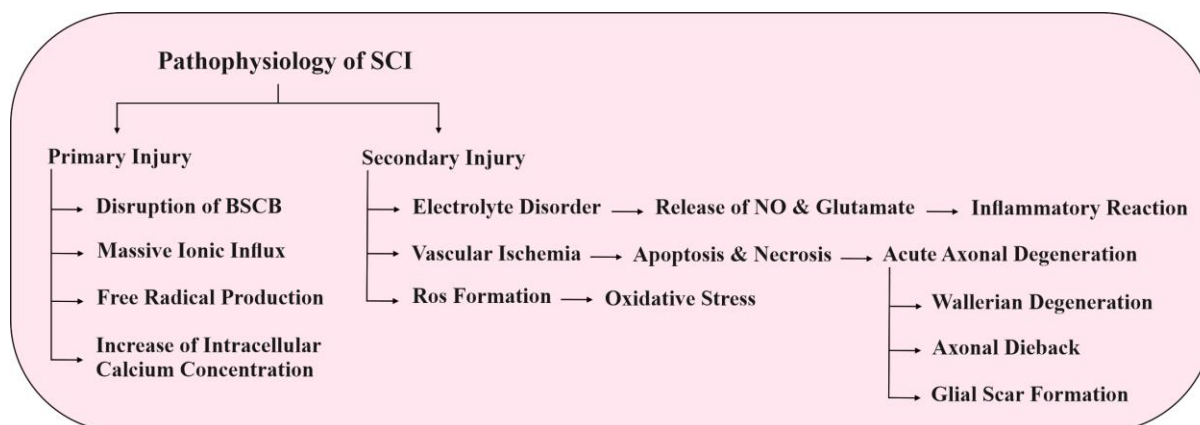 Pathophysiology of SCI
Primary Injury
Disruption of BSCB
Massive Ionic Influx
Free Radical Production
Increase of Intracellular
Calcium Concentration
Secondary Injury
Electrolyte Disorder
Release of NO & Glutamate
Inflammatory Reaction
Vascular Ischemia
Apoptosis & Necrosis
Acute Axonal Degeneration
Wallerian Degeneration
Axonal Dieback
Glial Scar Formation
Ros Formation
Oxidative Stress